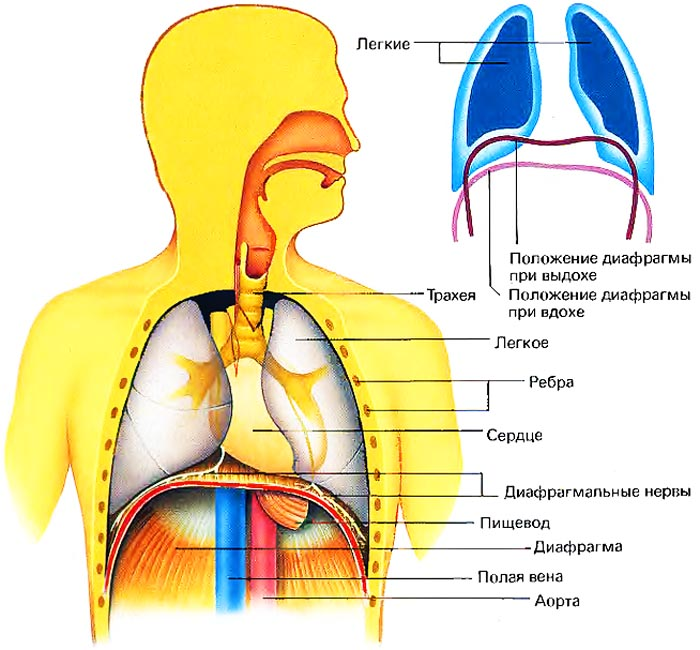 Легкие
Положение диафрагмы
при выдохе
Положение диафрагмы
при вдохе
Трахея
Легкое
Ребра
Сердце
Диафрагмальные нервы
Пищевод
Диафрагма
Полая вена
Аорта